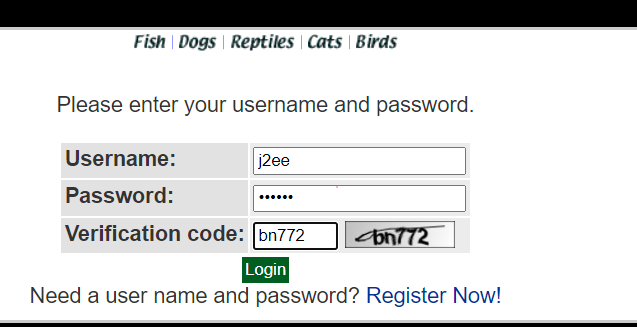 Fish | Dogs | Reptiles | Cats | Birds
Please enter your username and password.
Username: j2ee
Password: ••••••
Verification code: bn772 bn772
Login
Need a user name and password? Register Now!